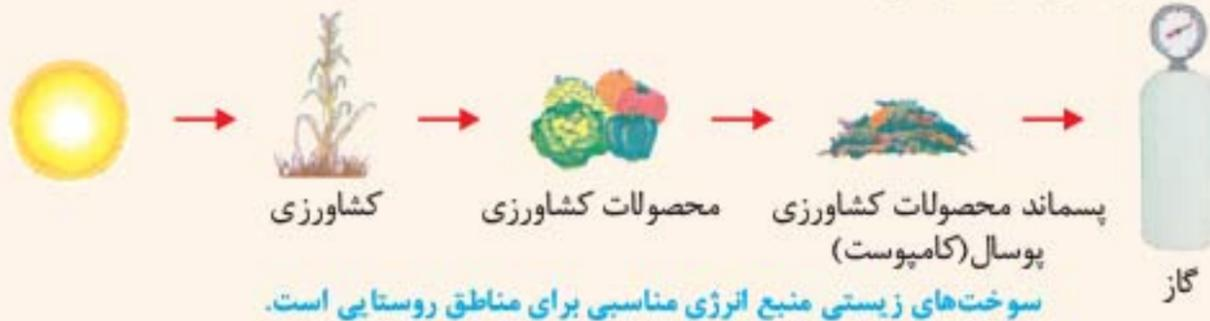 کشاورزی
محصولات کشاورزی
پسماند محصولات کشاورزی
پوسال(کامپوست)
گاز
سوخت‌های زیستی منبع انرژی مناسبی برای مناطق روستایی است.